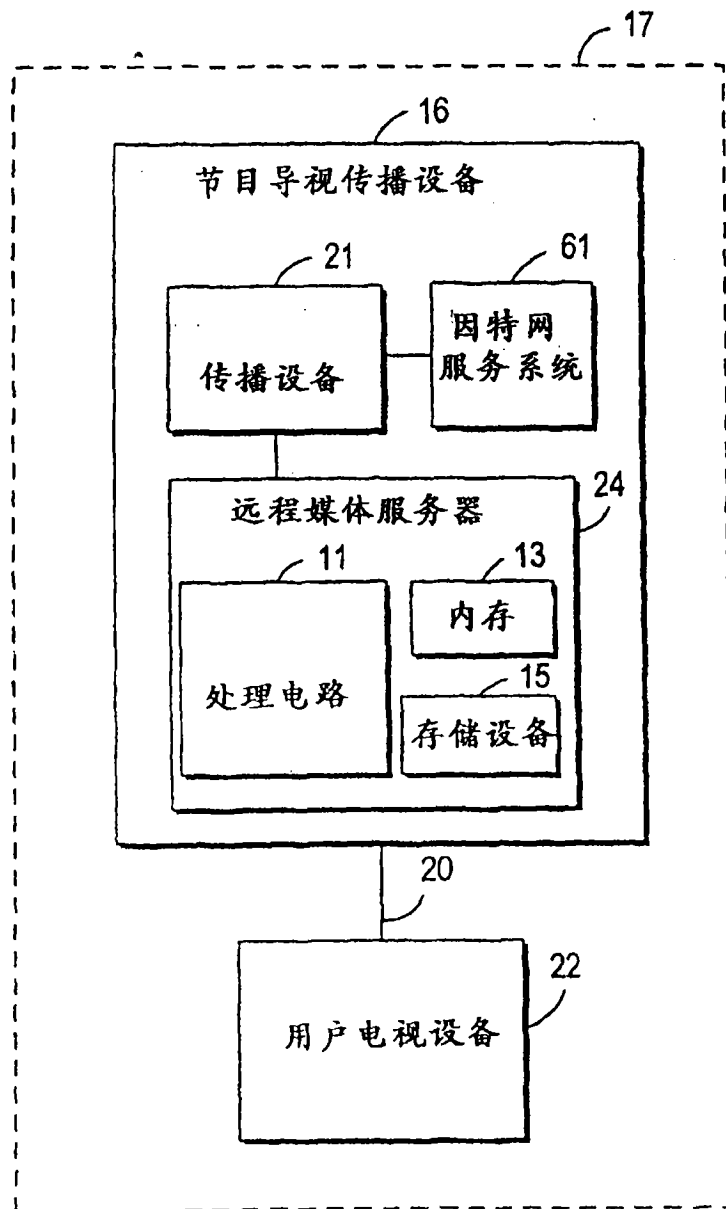 17
16
节目导视传播设备
21
61
传播设备
因特网
服务系统
24
远程媒体服务器
11
13
处理电路
内存
15
存储设备
20
22
用户电视设备